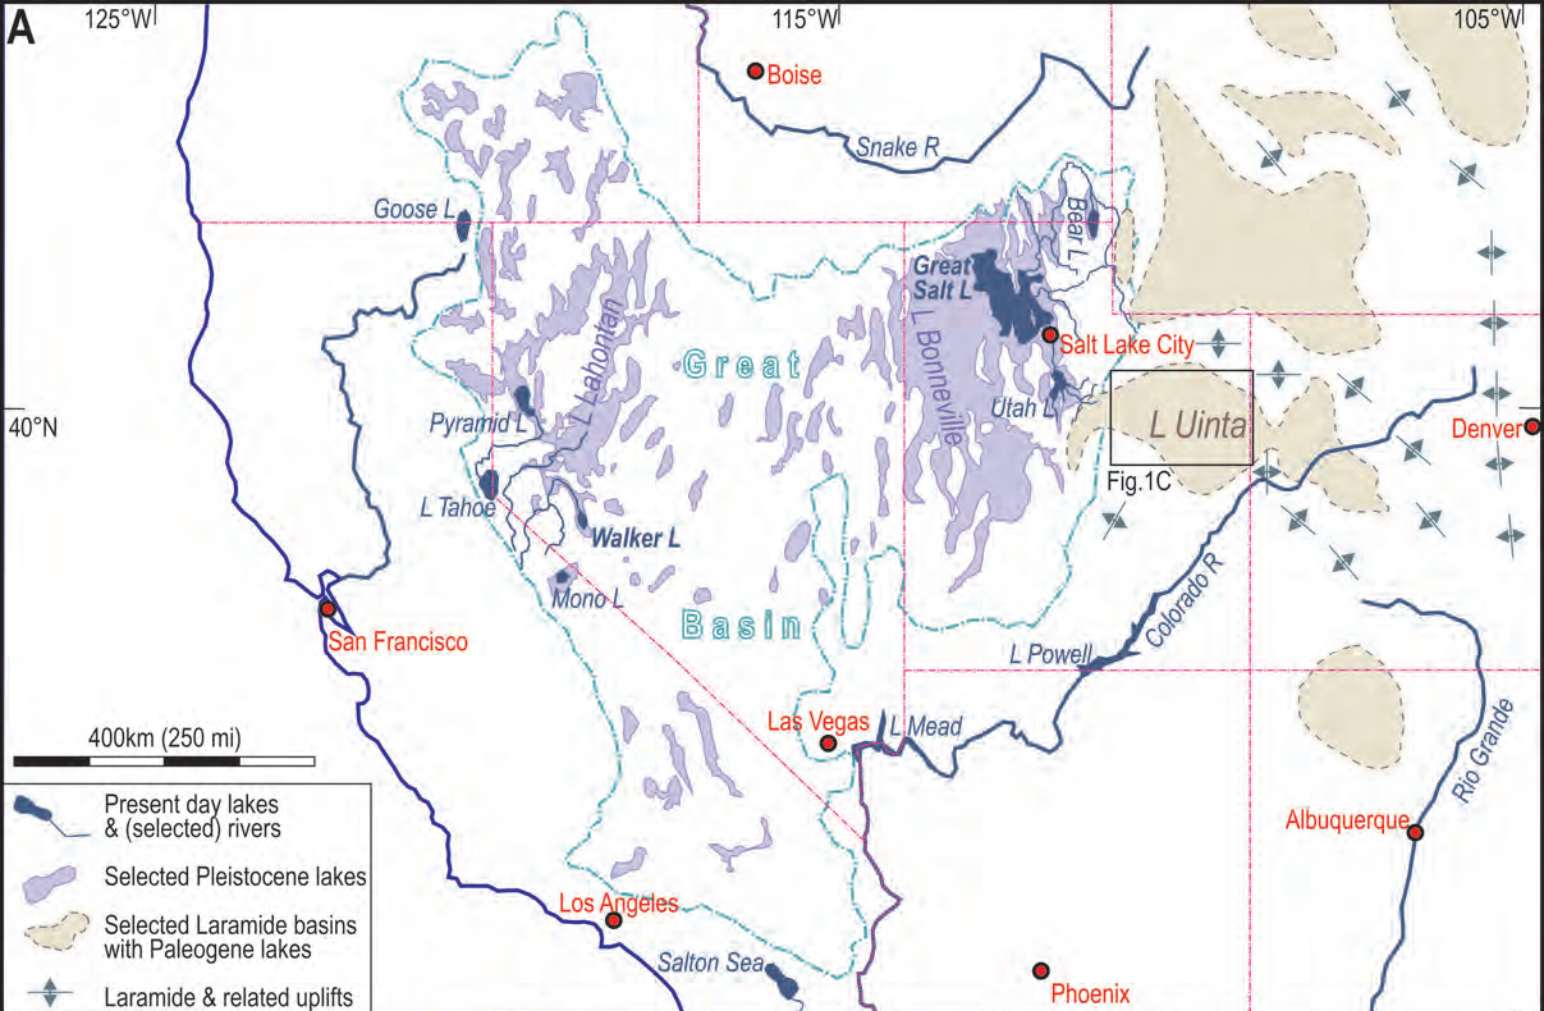 A
125°W
115°W
105°W
Boise
Snake R
Goose L
Bear L
Great
Salt L
L Lahontan
L Bonneville
Great
Salt Lake City
Pyramid L
Utah L
40°N
L Uinta
Denver
Fig.1C
L Tahoe
Walker L
Mono L
Basin
Colorado R
San Francisco
L Powell
Las Vegas
L Mead
Rio Grande
400km (250 mi)
Present day lakes
& (selected) rivers
Albuquerque
Selected Pleistocene lakes
Los Angeles
Selected Laramide basins
with Paleogene lakes
Salton Sea
Phoenix
Laramide & related uplifts